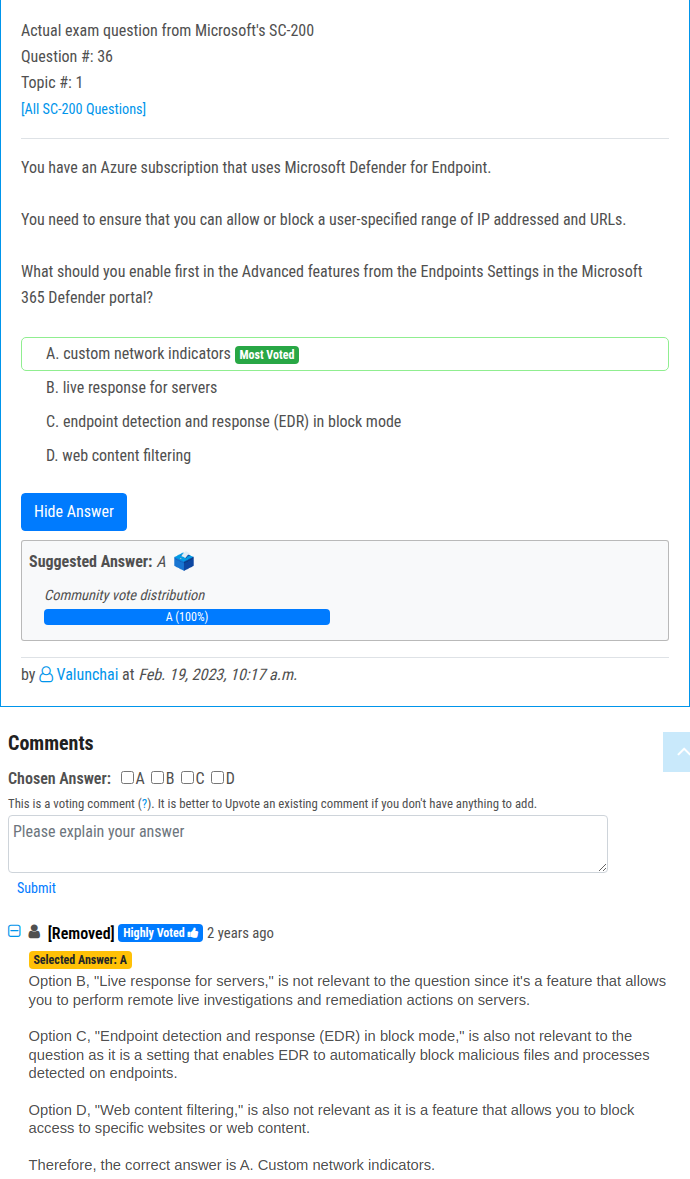 Actual exam question from Microsoft's SC-200
Question #: 36
Topic #: 1
[All SC-200 Questions]
You have an Azure subscription that uses Microsoft Defender for Endpoint.
You need to ensure that you can allow or block a user-specified range of IP addressed and URLs.
What should you enable first in the Advanced features from the Endpoints Settings in the Microsoft
365 Defender portal?
A. custom network indicators Most Voted
B. live response for servers
C. endpoint detection and response (EDR) in block mode
D. web content filtering
Hide Answer
Suggested Answer: A
Community vote distribution
A (100%)
by Valunchai at Feb. 19, 2023, 10:17 a.m.
Comments
Chosen Answer: A B C D
This is a voting comment (?). It is better to Upvote an existing comment if you don't have anything to add.
Please explain your answer
Submit
[Removed] Highly Voted 2 years ago
Selected Answer: A
Option B, "Live response for servers," is not relevant to the question since it's a feature that allows
you to perform remote live investigations and remediation actions on servers.
Option C, "Endpoint detection and response (EDR) in block mode," is also not relevant to the
question as it is a setting that enables EDR to automatically block malicious files and processes
detected on endpoints.
Option D, "Web content filtering," is also not relevant as it is a feature that allows you to block
access to specific websites or web content.
Therefore, the correct answer is A. Custom network indicators.